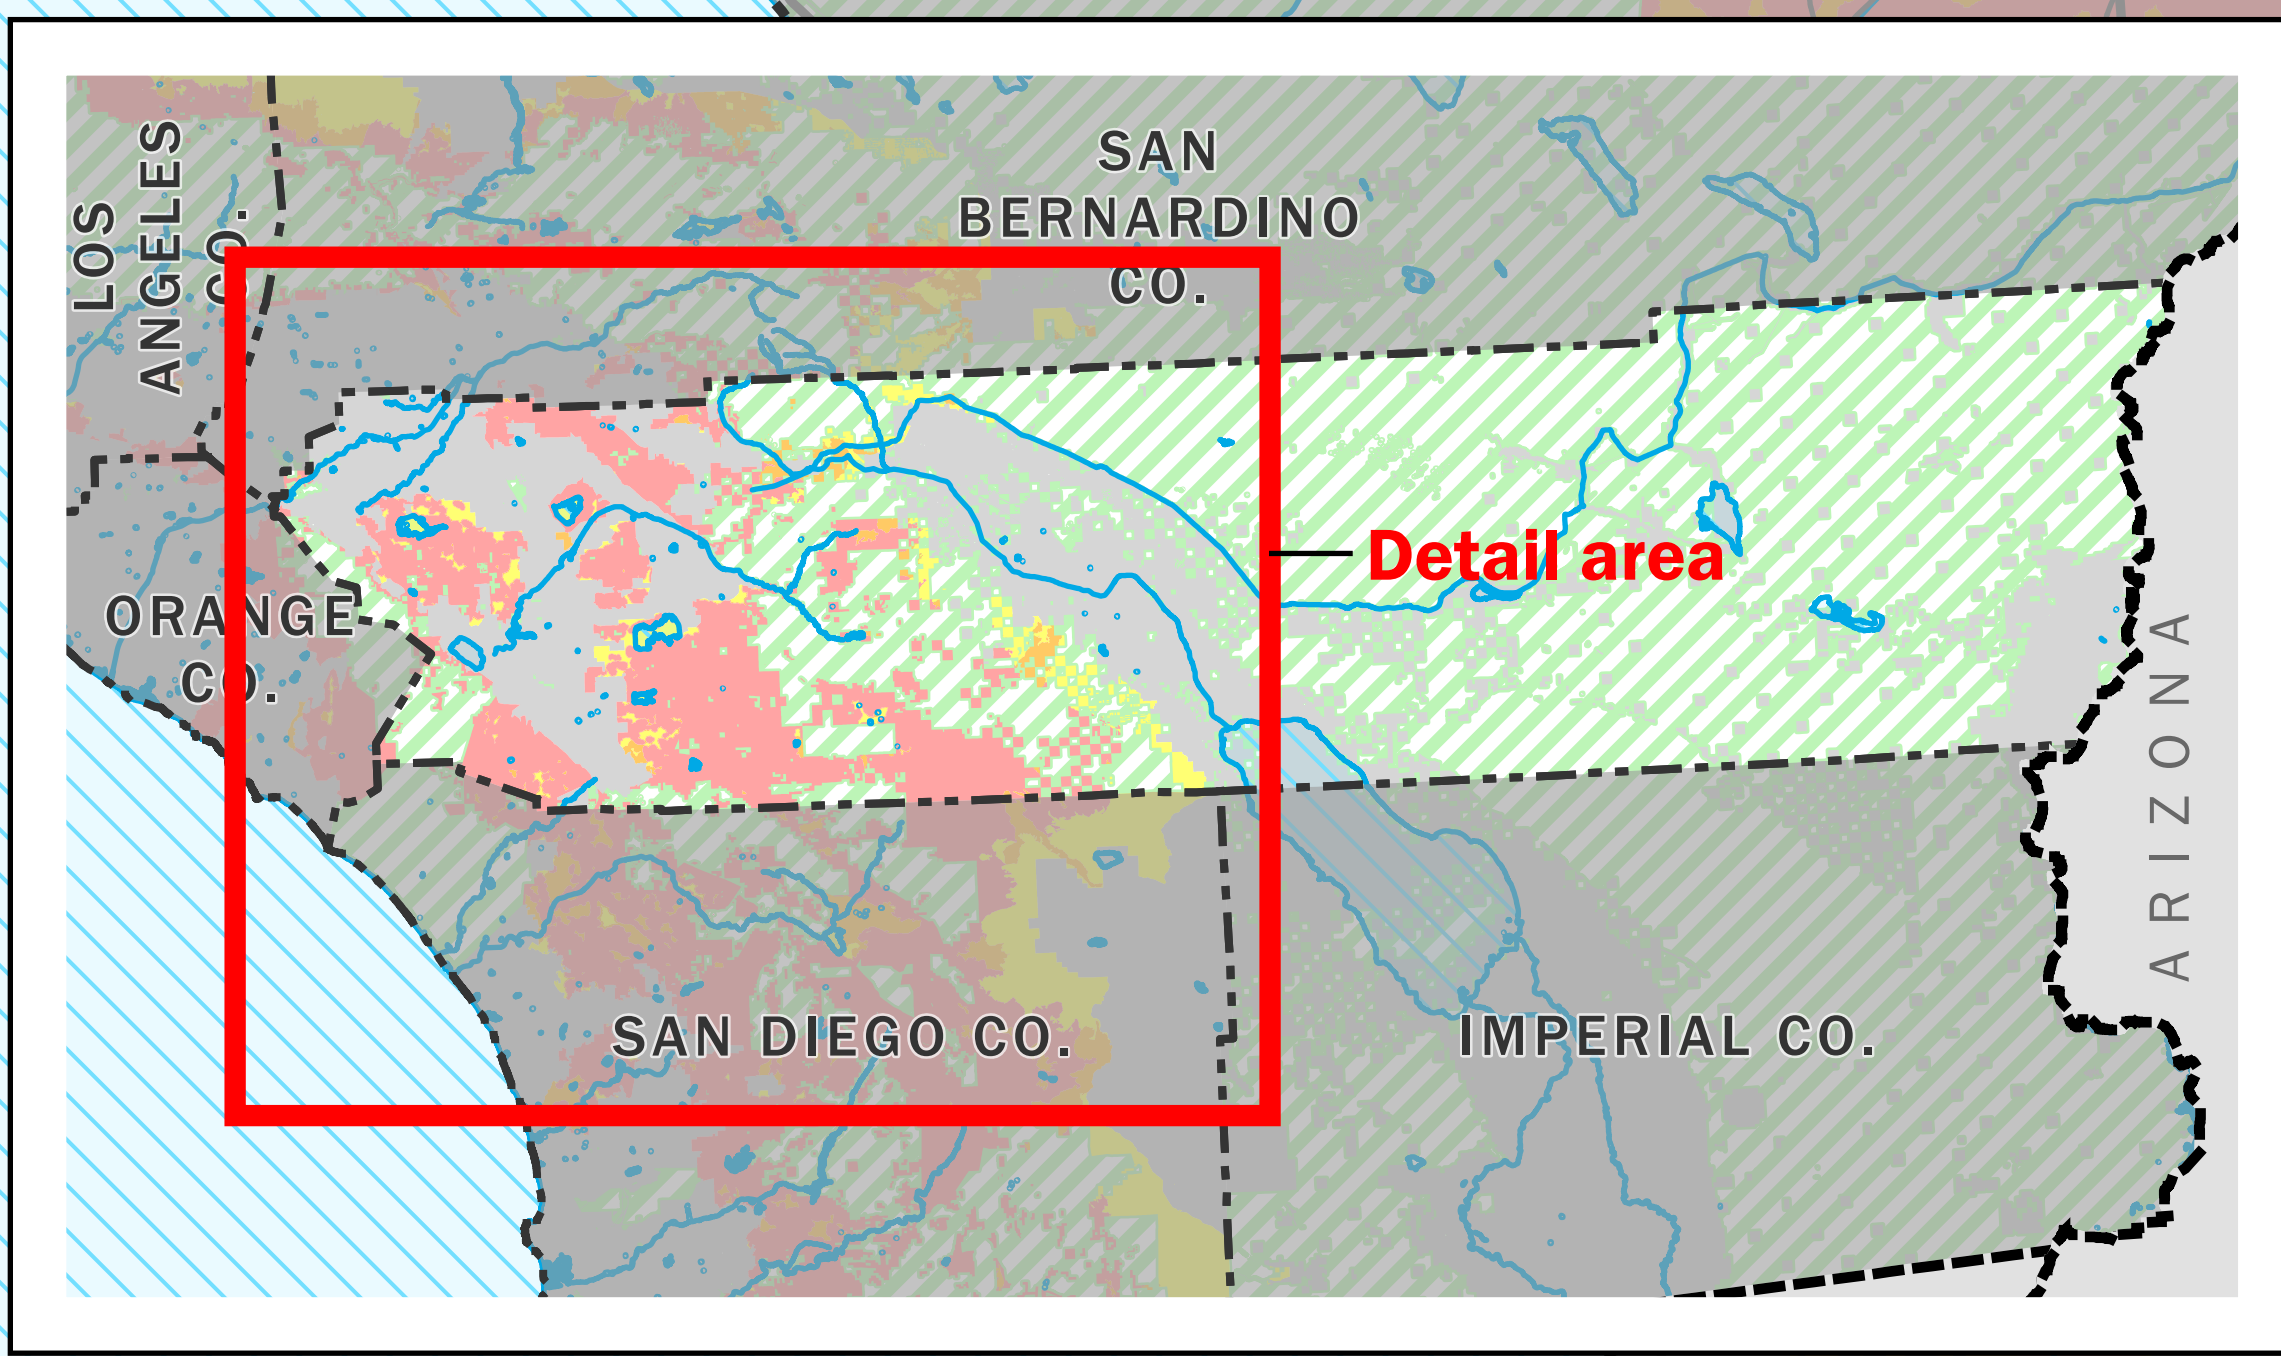 LOS
ANGELES
CO.
SAN
BERNARDINO
CO.
Detail area
ORANGE
CO.
ARIZONA
SAN DIEGO CO.
IMPERIAL CO.